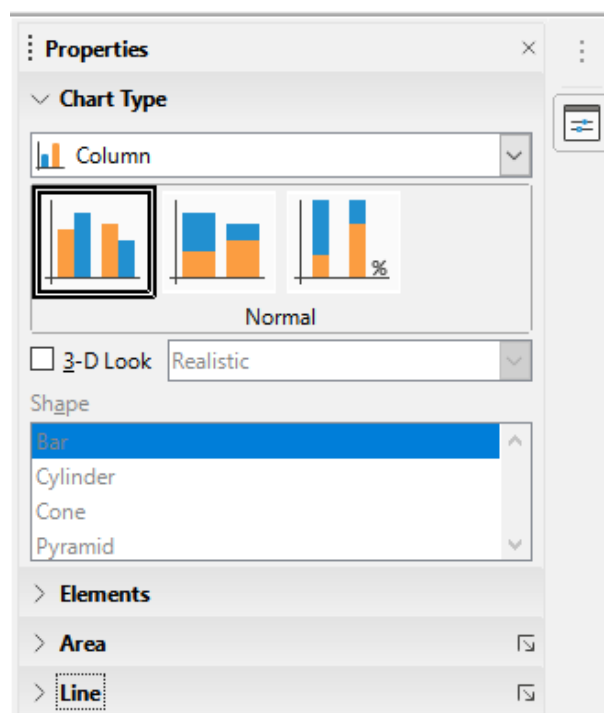 Properties
Chart Type
Column
%
Normal
3-D Look Realistic
Shape
Bar
Cylinder
Cone
Pyramid
Elements
Area
Line